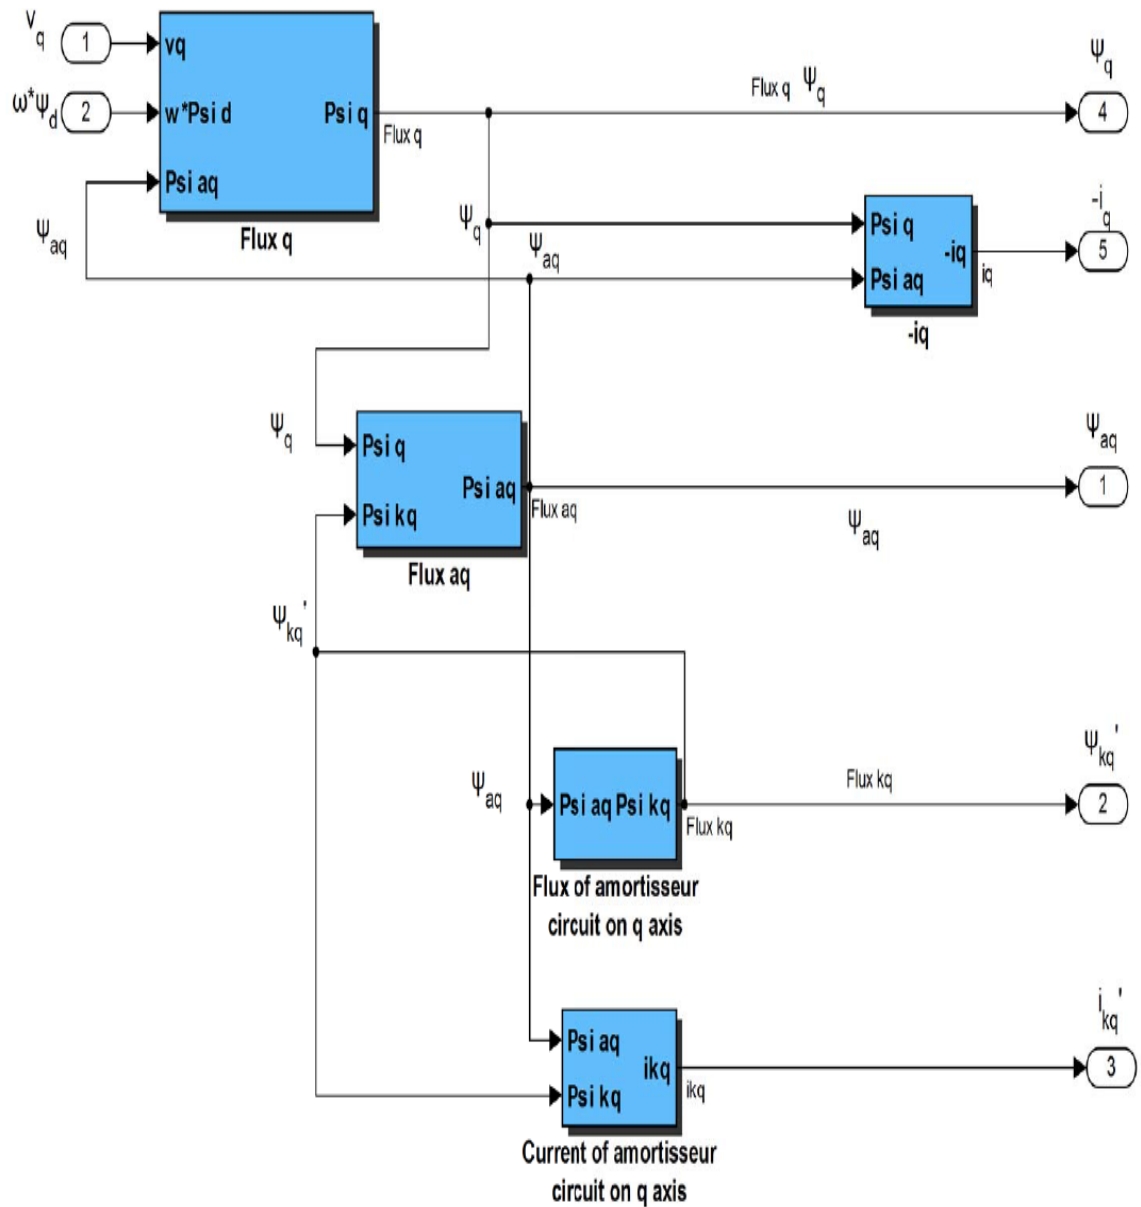 v_q
1
vq
ω*ψ_d
2
w*Psi d
Psi q
Flux q
Flux q ψ_q
ψ_q
4
Psi aq
Flux q
ψ_aq
ψ_q
ψ_aq
Psi q
Psi aq
-iq
iq
-i_q
5
-iq
ψ_q
Psi q
Psi kq
Psi aq
Flux aq
ψ_aq
ψ_aq
1
Flux aq
ψ_kq'
ψ_aq
Psi aq Psi kq
Flux kq
Flux kq
ψ_kq'
2
Flux of amortisseur
circuit on q axis
Psi aq
Psi kq
ikq
ikq
i_kq'
3
Current of amortisseur
circuit on q axis